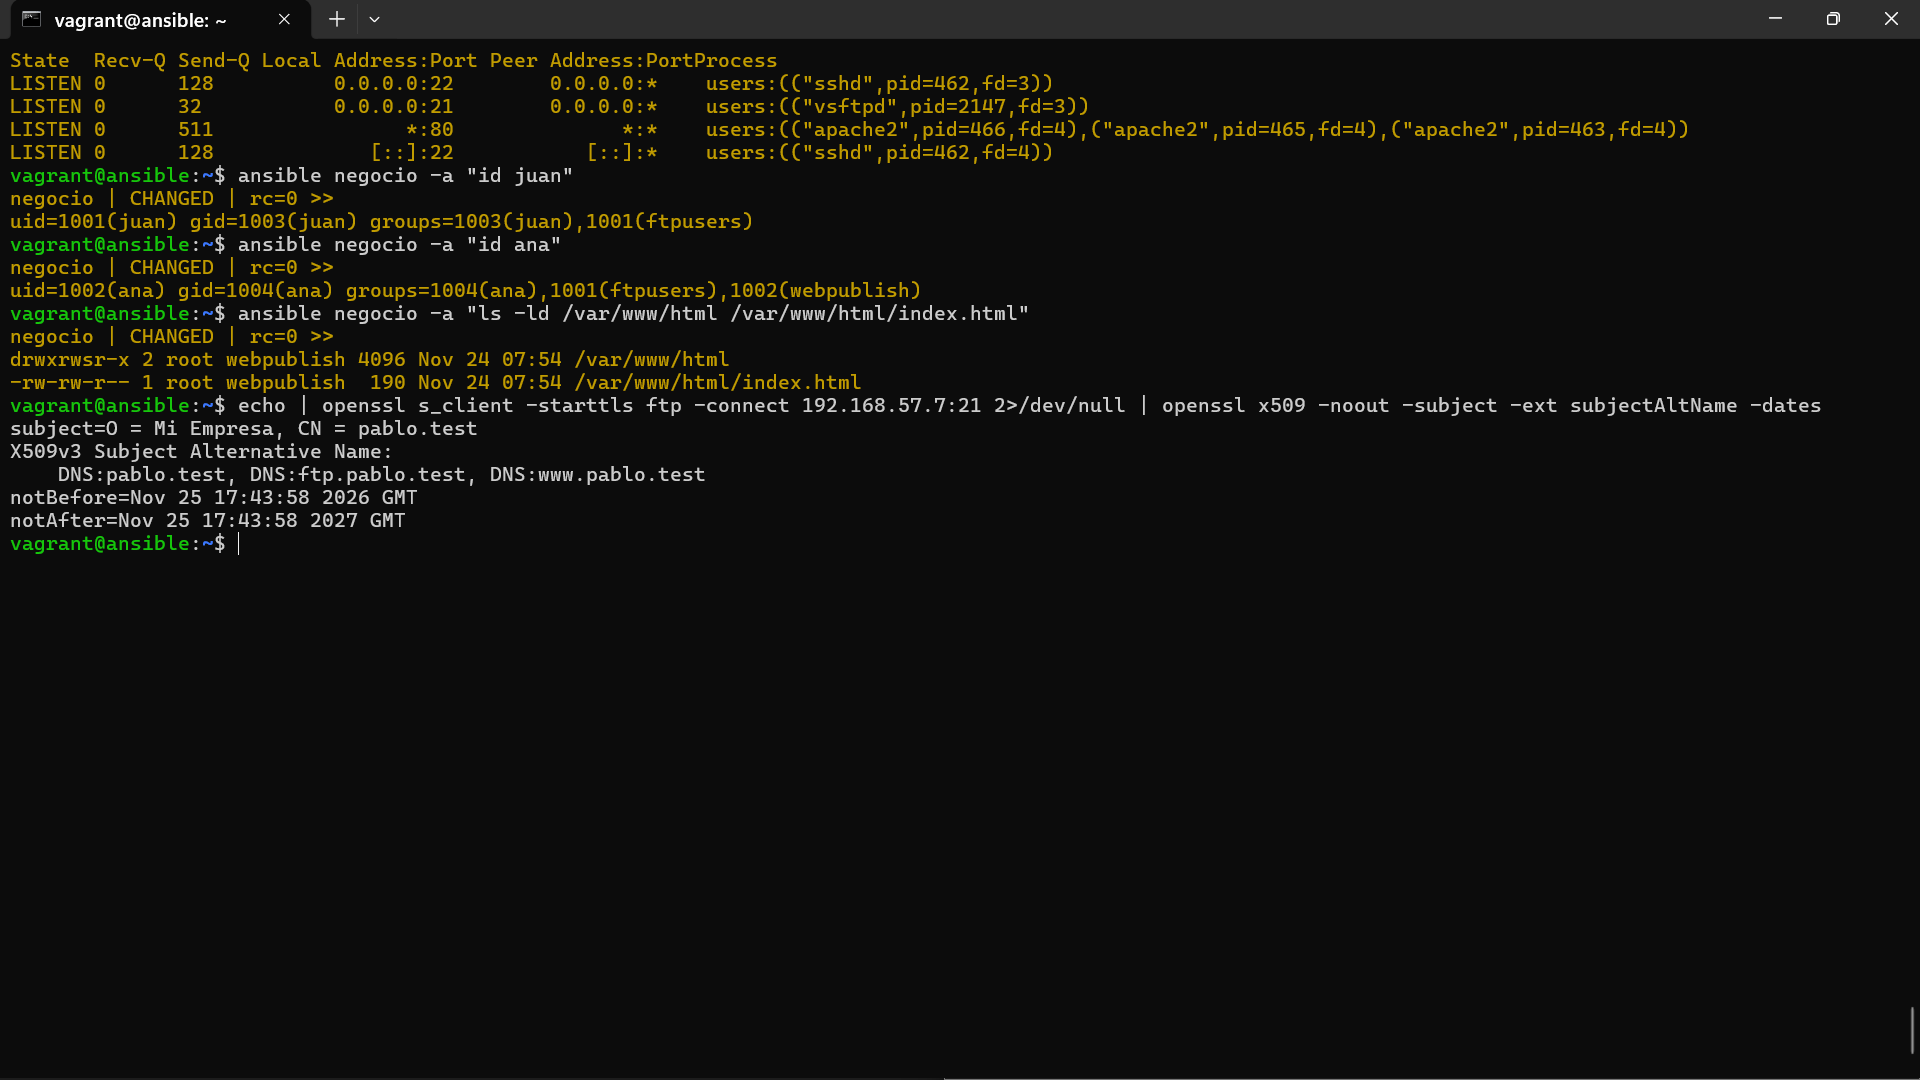 vagrant@ansible: ~
State  Recv-Q Send-Q Local Address:Port Peer Address:PortProcess
LISTEN 0      128          0.0.0.0:22        0.0.0.0:*    users:(("sshd",pid=462,fd=3))
LISTEN 0      32           0.0.0.0:21        0.0.0.0:*    users:(("vsftpd",pid=2147,fd=3))
LISTEN 0      511                *:80              *:*    users:(("apache2",pid=466,fd=4),("apache2",pid=465,fd=4),("apache2",pid=463,fd=4))
LISTEN 0      128             [::]:22           [::]:*    users:(("sshd",pid=462,fd=4))
vagrant@ansible:~$ ansible negocio -a "id juan"
negocio | CHANGED | rc=0 >>
uid=1001(juan) gid=1003(juan) groups=1003(juan),1001(ftpusers)
vagrant@ansible:~$ ansible negocio -a "id ana"
negocio | CHANGED | rc=0 >>
uid=1002(ana) gid=1004(ana) groups=1004(ana),1001(ftpusers),1002(webpublish)
vagrant@ansible:~$ ansible negocio -a "ls -ld /var/www/html /var/www/html/index.html"
negocio | CHANGED | rc=0 >>
drwxrwsr-x 2 root webpublish 4096 Nov 24 07:54 /var/www/html
-rw-rw-r-- 1 root webpublish  190 Nov 24 07:54 /var/www/html/index.html
vagrant@ansible:~$ echo | openssl s_client -starttls ftp -connect 192.168.57.7:21 2>/dev/null | openssl x509 -noout -subject -ext subjectAltName -dates
subject=O = Mi Empresa, CN = pablo.test
X509v3 Subject Alternative Name:
    DNS:pablo.test, DNS:ftp.pablo.test, DNS:www.pablo.test
notBefore=Nov 25 17:43:58 2026 GMT
notAfter=Nov 25 17:43:58 2027 GMT
vagrant@ansible:~$